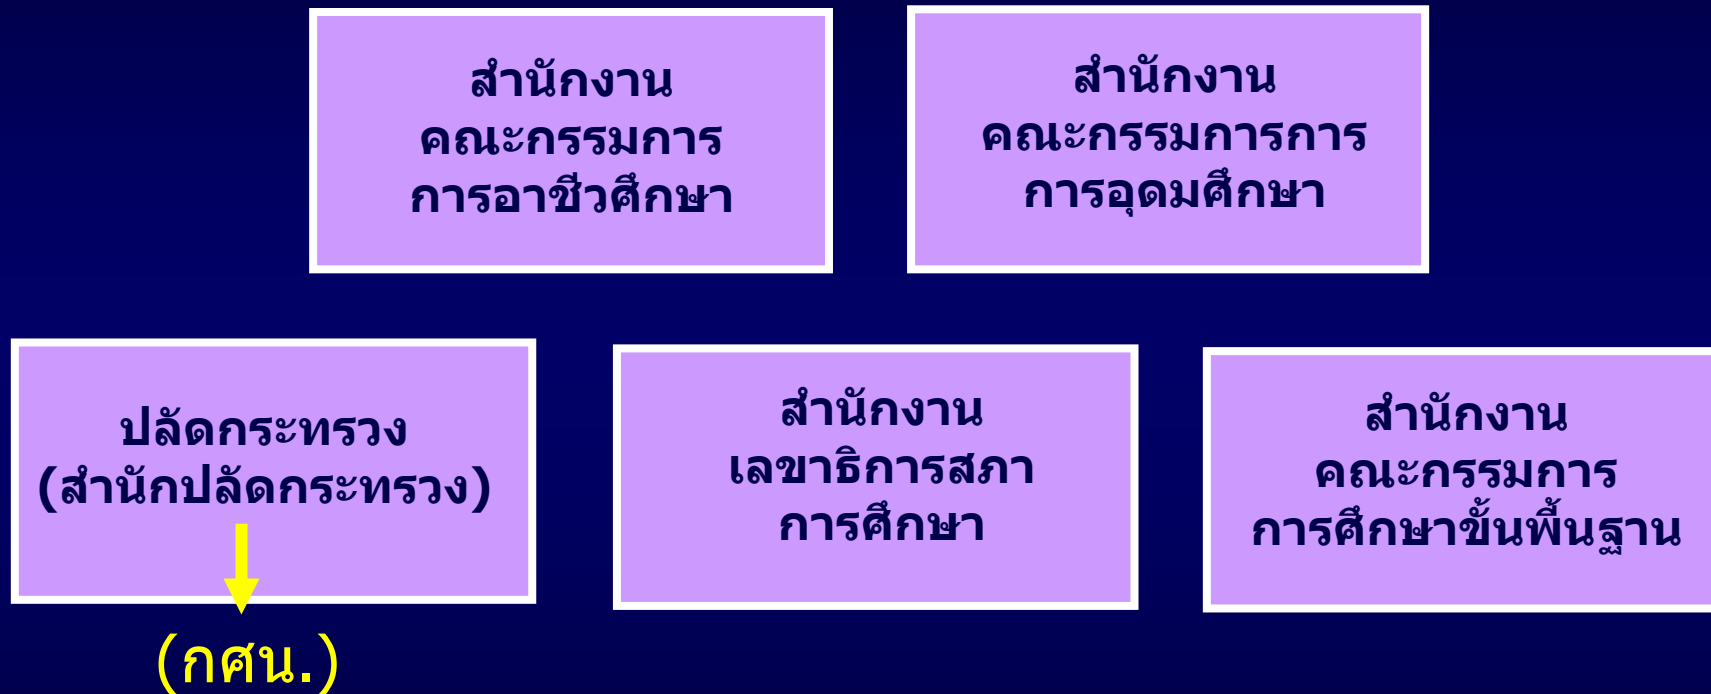 สำนักงาน
คณะกรรมการ
การอาชีวศึกษา
สำนักงาน
คณะกรรมการการ
การอุดมศึกษา
ปลัดกระทรวง
(สำนักปลัดกระทรวง)
(กศน.)
สำนักงาน
เลขาธิการสภา
การศึกษา
สำนักงาน
คณะกรรมการ
การศึกษาขั้นพื้นฐาน